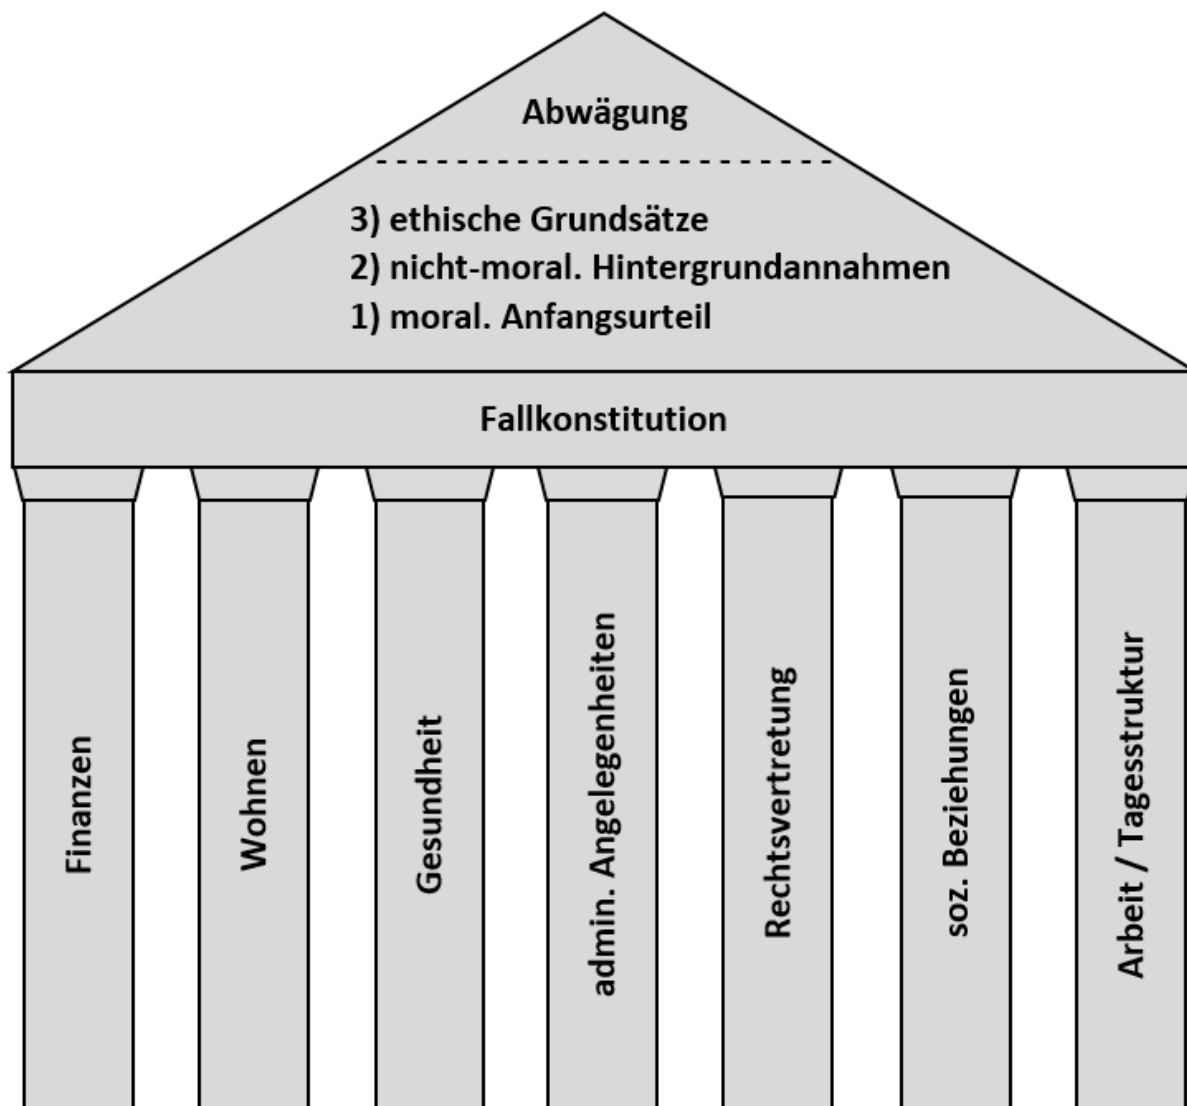 Abwägung
3) ethische Grundsätze
2) nicht-moral. Hintergrundannahmen
1) moral. Anfangsurteil
Fallkonstitution
Finanzen
Wohnen
Gesundheit
admin. Angelegenheiten
Rechtsvertretung
soz. Beziehungen
Arbeit / Tagesstruktur